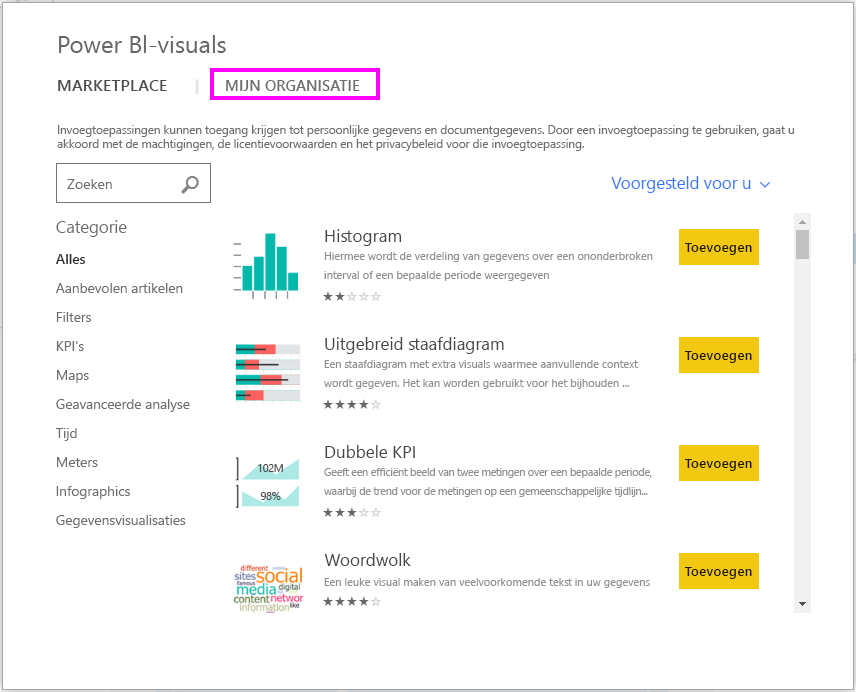 Power BI-visuals
MARKETPLACE | MIJN ORGANISATIE
Invoegtoepassingen kunnen toegang krijgen tot persoonlijke gegevens en documentgegevens. Door een invoegtoepassing te gebruiken, gaat u
akkoord met de machtigingen, de licentievoorwaarden en het privacybeleid voor die invoegtoepassing.
Zoeken
Voorgesteld voor u
Categorie
Alles
Aanbevolen artikelen
Filters
KPI's
Maps
Geavanceerde analyse
Tijd
Meters
Infographics
Gegevensvisualisaties
Histogram
Hiermee wordt de verdeling van gegevens over een ononderbroken
interval of een bepaalde periode weergegeven
Toevoegen
Uitgebreid staafdiagram
Een staafdiagram met extra visuals waarmee aanvullende context
wordt gegeven. Het kan worden gebruikt voor het bijhouden ...
Toevoegen
102M
98%
Dubbele KPI
Geeft een efficiënt beeld van twee metingen over een bepaalde periode,
waarbij de trend voor de metingen op een gemeenschappelijke tijdlijn...
Toevoegen
different
sites social
famous
media digital
content networ
information like
Woordwolk
Een leuke visual maken van veelvoorkomende tekst in uw gegevens
Toevoegen